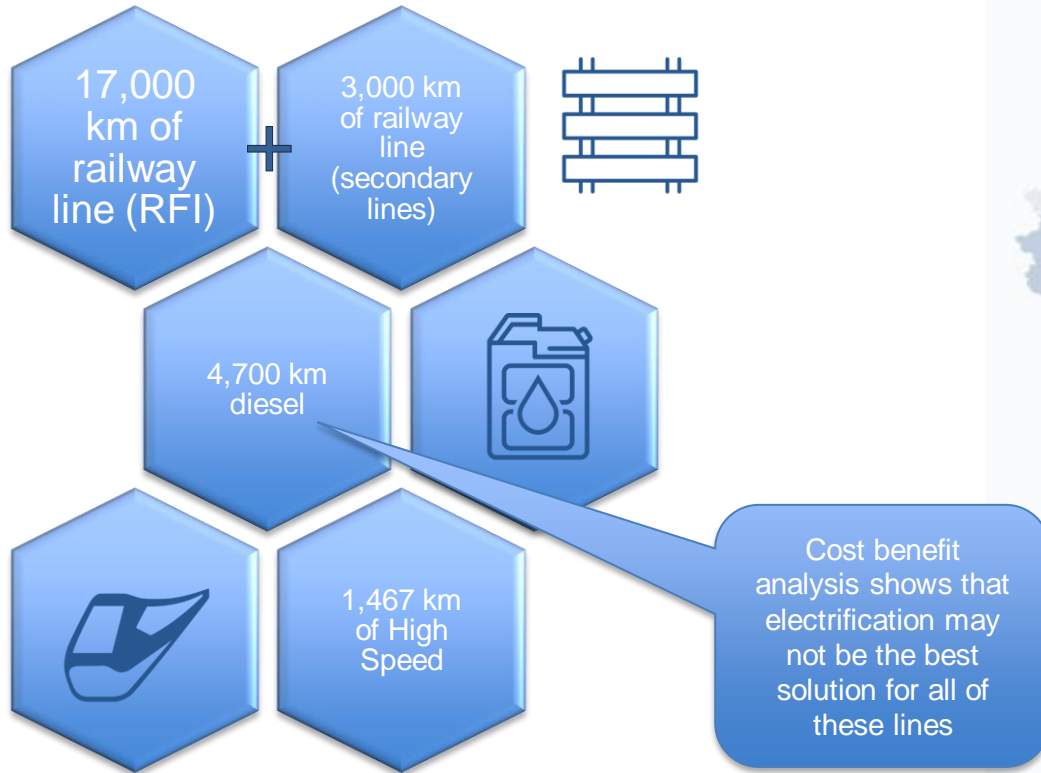 17,000
km of
railway
line (RFI)
+
3,000 km
of railway
line
(secondary
lines)
4,700 km
diesel
1,467 km
of High
Speed
Cost benefit
analysis shows that
electrification may
not be the best
solution for all of
these lines